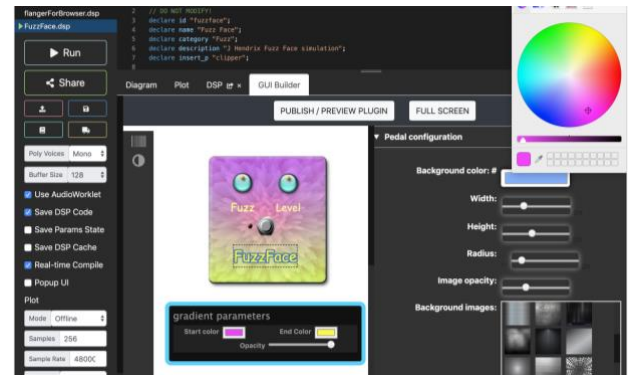 flangerForBrowser.dsp
FuzzFace.dsp
Run
Share
Poly Voices Mono
Buffer Size 128
Use AudioWorklet
Save DSP Code
Save Params State
Save DSP Cache
Real-time Compile
Popup UI
Plot
Mode Offline
Samples 256
Sample Rate 4800
2 // DO NOT MODIFY!
3 declare id "fuzzface";
4 declare name "Fuzz Face";
5 declare category "Fuzz";
6 declare description "J Hendrix Fuzz Face simulation";
7 declare insert_p "clipper";
8
Diagram Plot DSP × GUI Builder
PUBLISH / PREVIEW PLUGIN FULL SCREEN
Fuzz Level
FuzzFace
gradient parameters
Start color End Color
Opacity
▼ Pedal configuration
Background color: #
Width:
Height:
Radius:
Image opacity:
Background images: